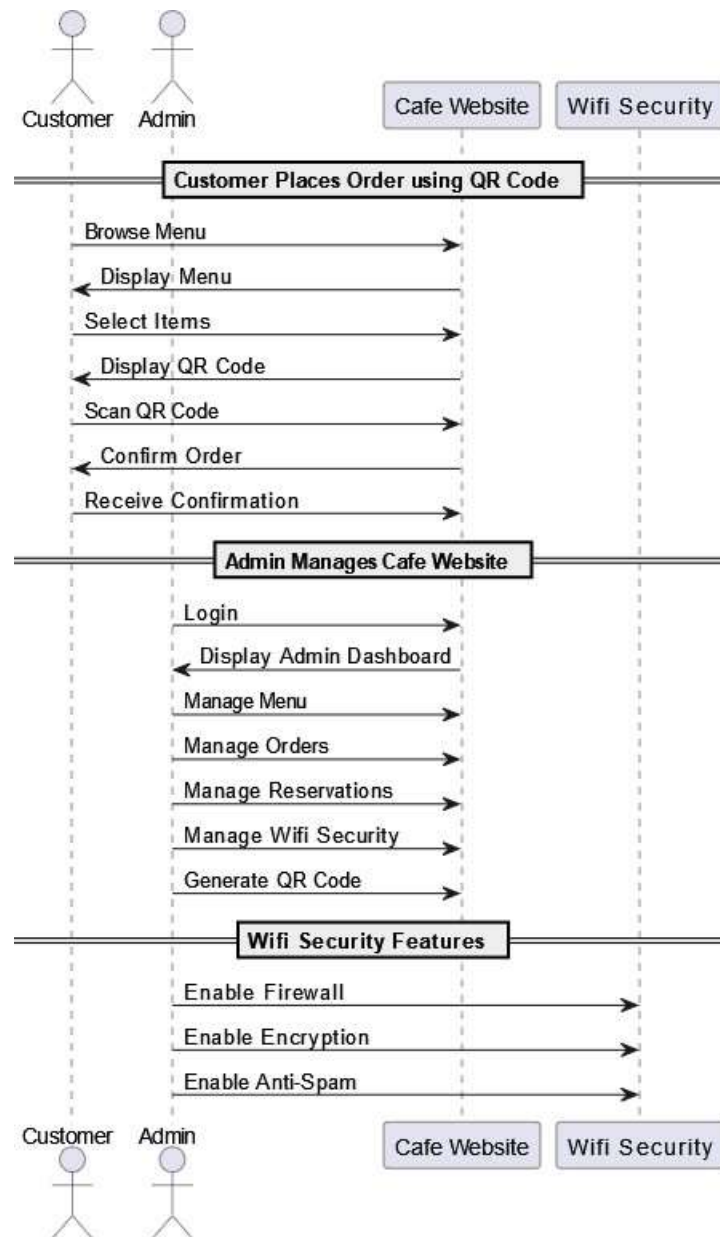 Customer Admin Cafe Website Wifi Security
Customer Places Order using QR Code
Browse Menu
Display Menu
Select Items
Display QR Code
Scan QR Code
Confirm Order
Receive Confirmation
Admin Manages Cafe Website
Login
Display Admin Dashboard
Manage Menu
Manage Orders
Manage Reservations
Manage Wifi Security
Generate QR Code
Wifi Security Features
Enable Firewall
Enable Encryption
Enable Anti-Spam
Customer Admin Cafe Website Wifi Security